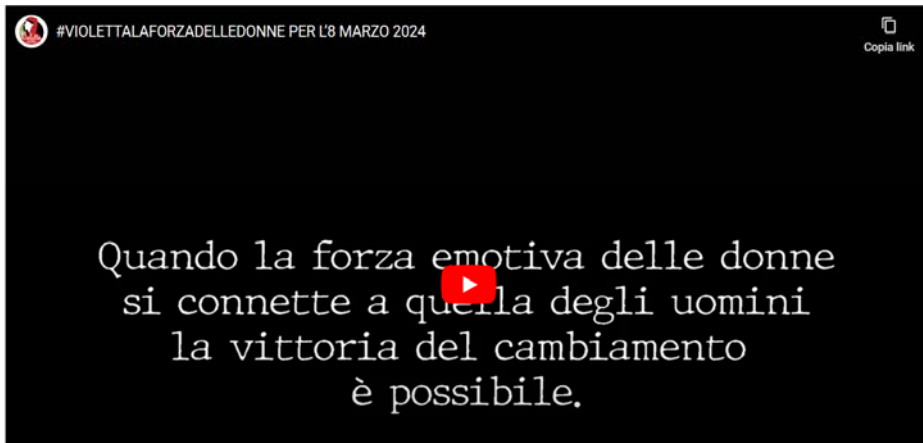 #VIOLETTALAFORZADELLEDONNE PER L'8 MARZO 2024
Copia link
Quando la forza emotiva delle donne
si connette a quella degli uomini
la vittoria del cambiamento
è possibile.